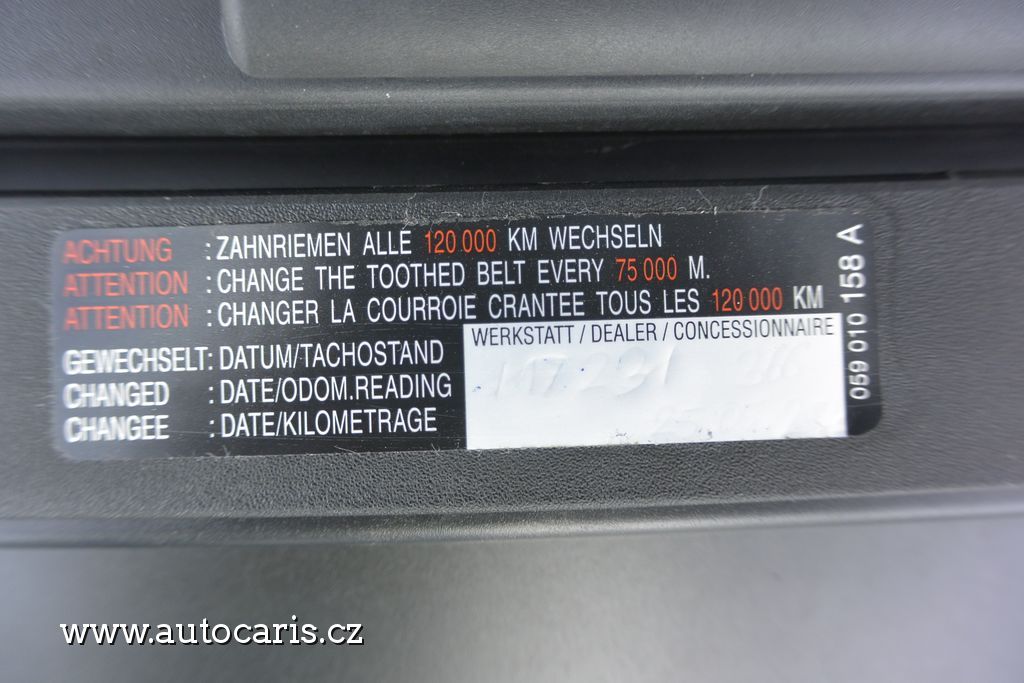 ACHTUNG : ZAHNRIEMEN ALLE 120 000 KM WECHSELN
ATTENTION : CHANGE THE TOOTHED BELT EVERY 75 000 M.
ATTENTION : CHANGER LA COURROIE CRANTEE TOUS LES 120 000 KM
WERKSTATT / DEALER / CONCESSIONNAIRE
GEWECHSELT: DATUM/TACHOSTAND
CHANGED : DATE/ODOM.READING
CHANGEE : DATE/KILOMETRAGE
059 010 158 A
www.autocaris.cz